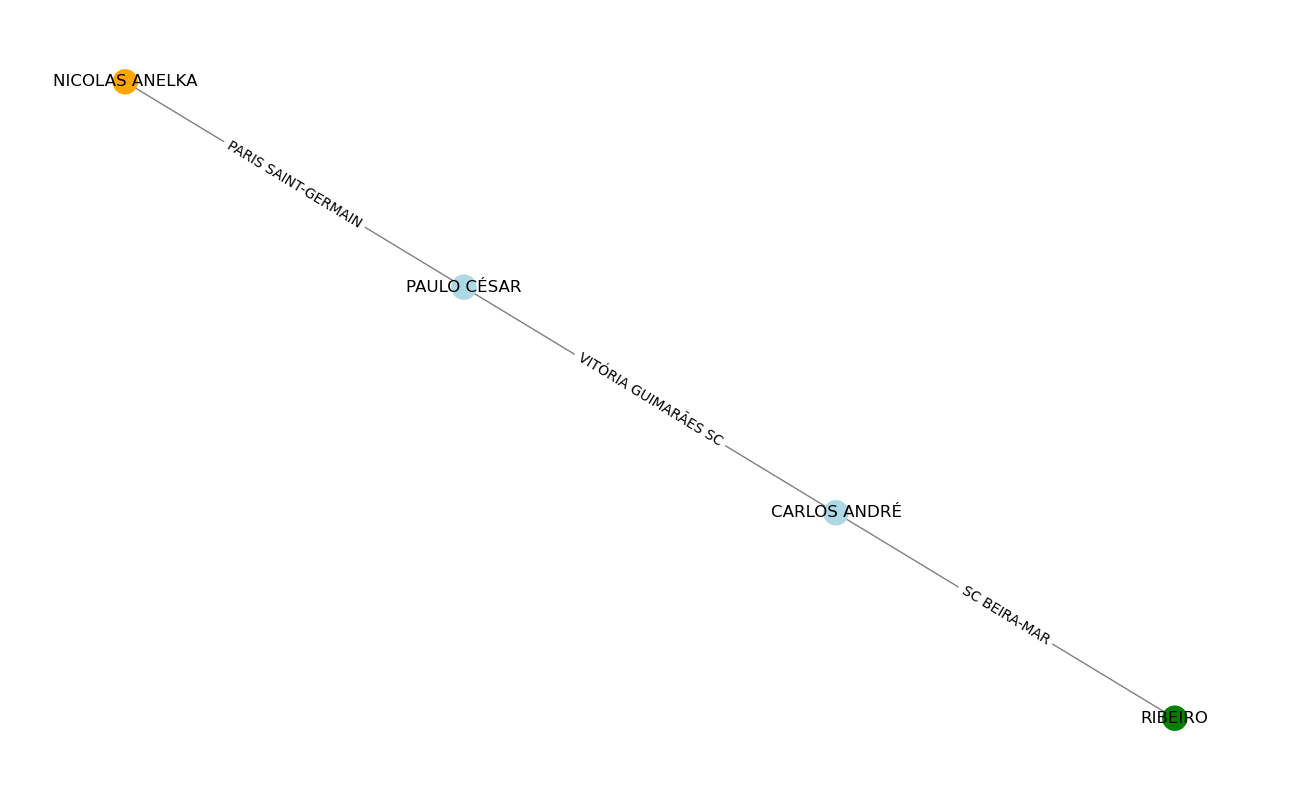 NICOLAS ANELKA
PARIS SAINT-GERMAIN
PAULO CÉSAR
VITÓRIA GUIMARÃES SC
CARLOS ANDRÉ
SC BEIRA-MAR
RIBEIRO